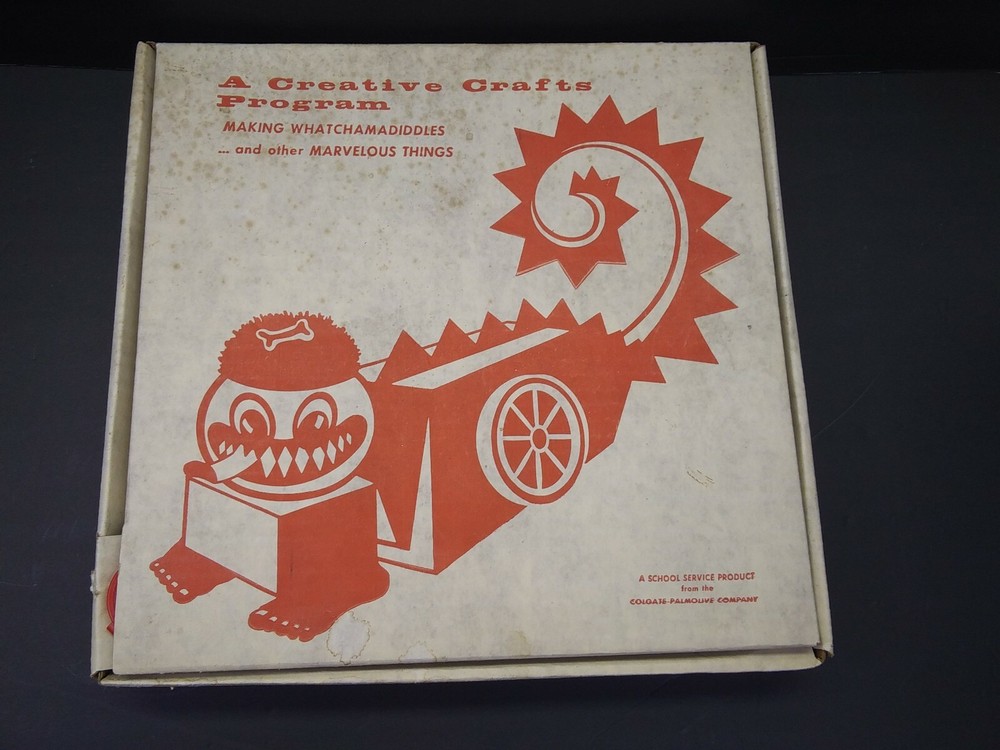 A Creative Crafts
Program
MAKING WHATCHAMADIDDLES
... and other MARVELOUS THINGS
A SCHOOL SERVICE PRODUCT
from the
COLGATE-PALMOLIVE COMPANY